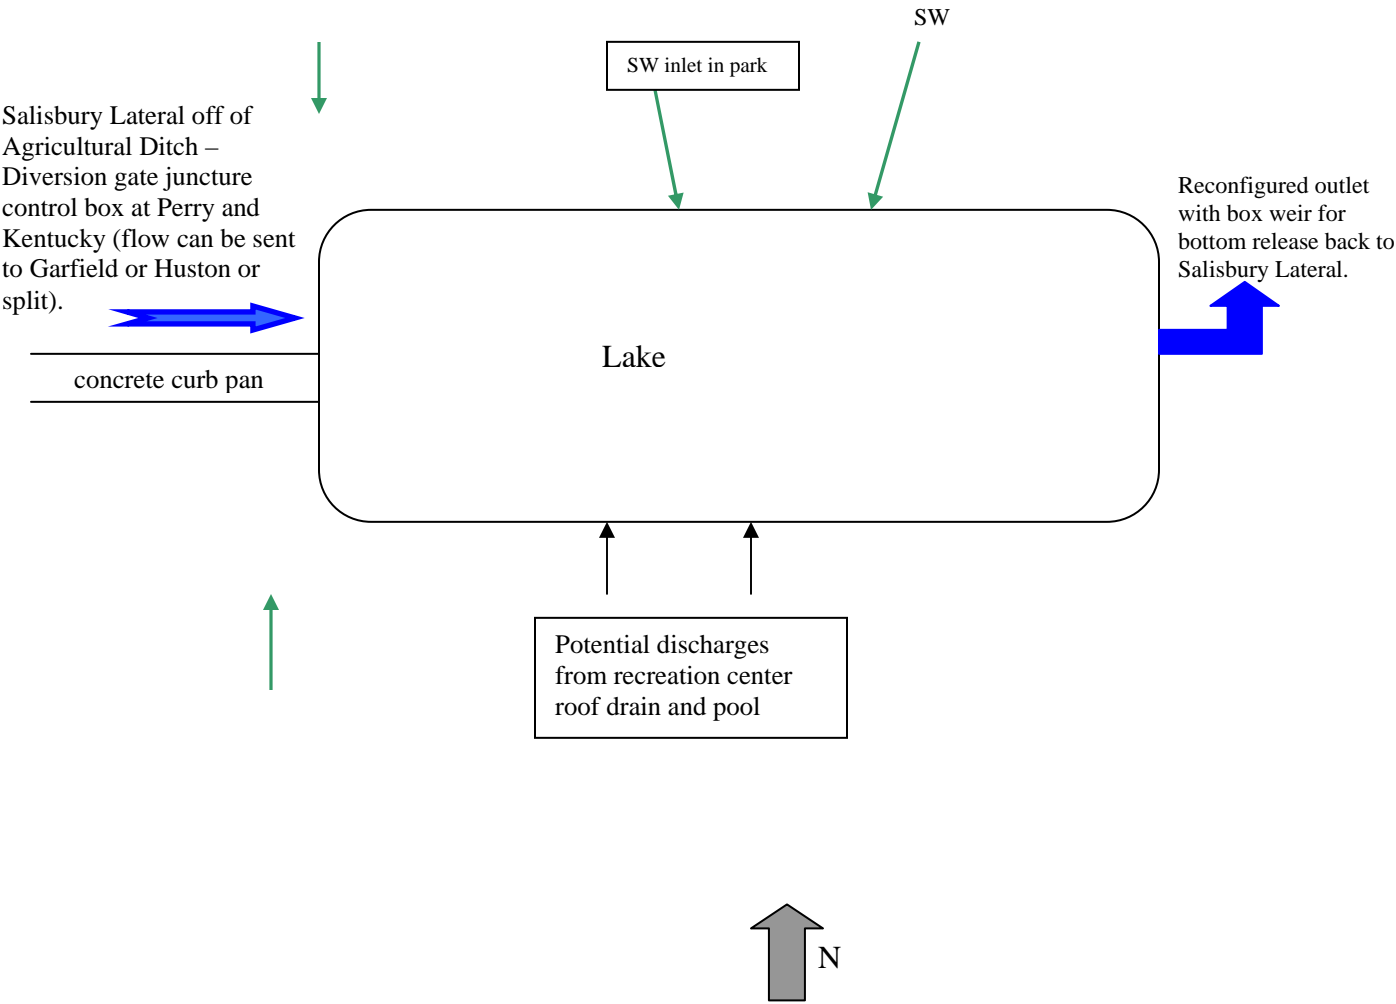 SW
SW inlet in park
Salisbury Lateral off of
Agricultural Ditch –
Diversion gate juncture
control box at Perry and
Kentucky (flow can be sent
to Garfield or Huston or
split).
Reconfigured outlet
with box weir for
bottom release back to
Salisbury Lateral.
Lake
concrete curb pan
Potential discharges
from recreation center
roof drain and pool
N